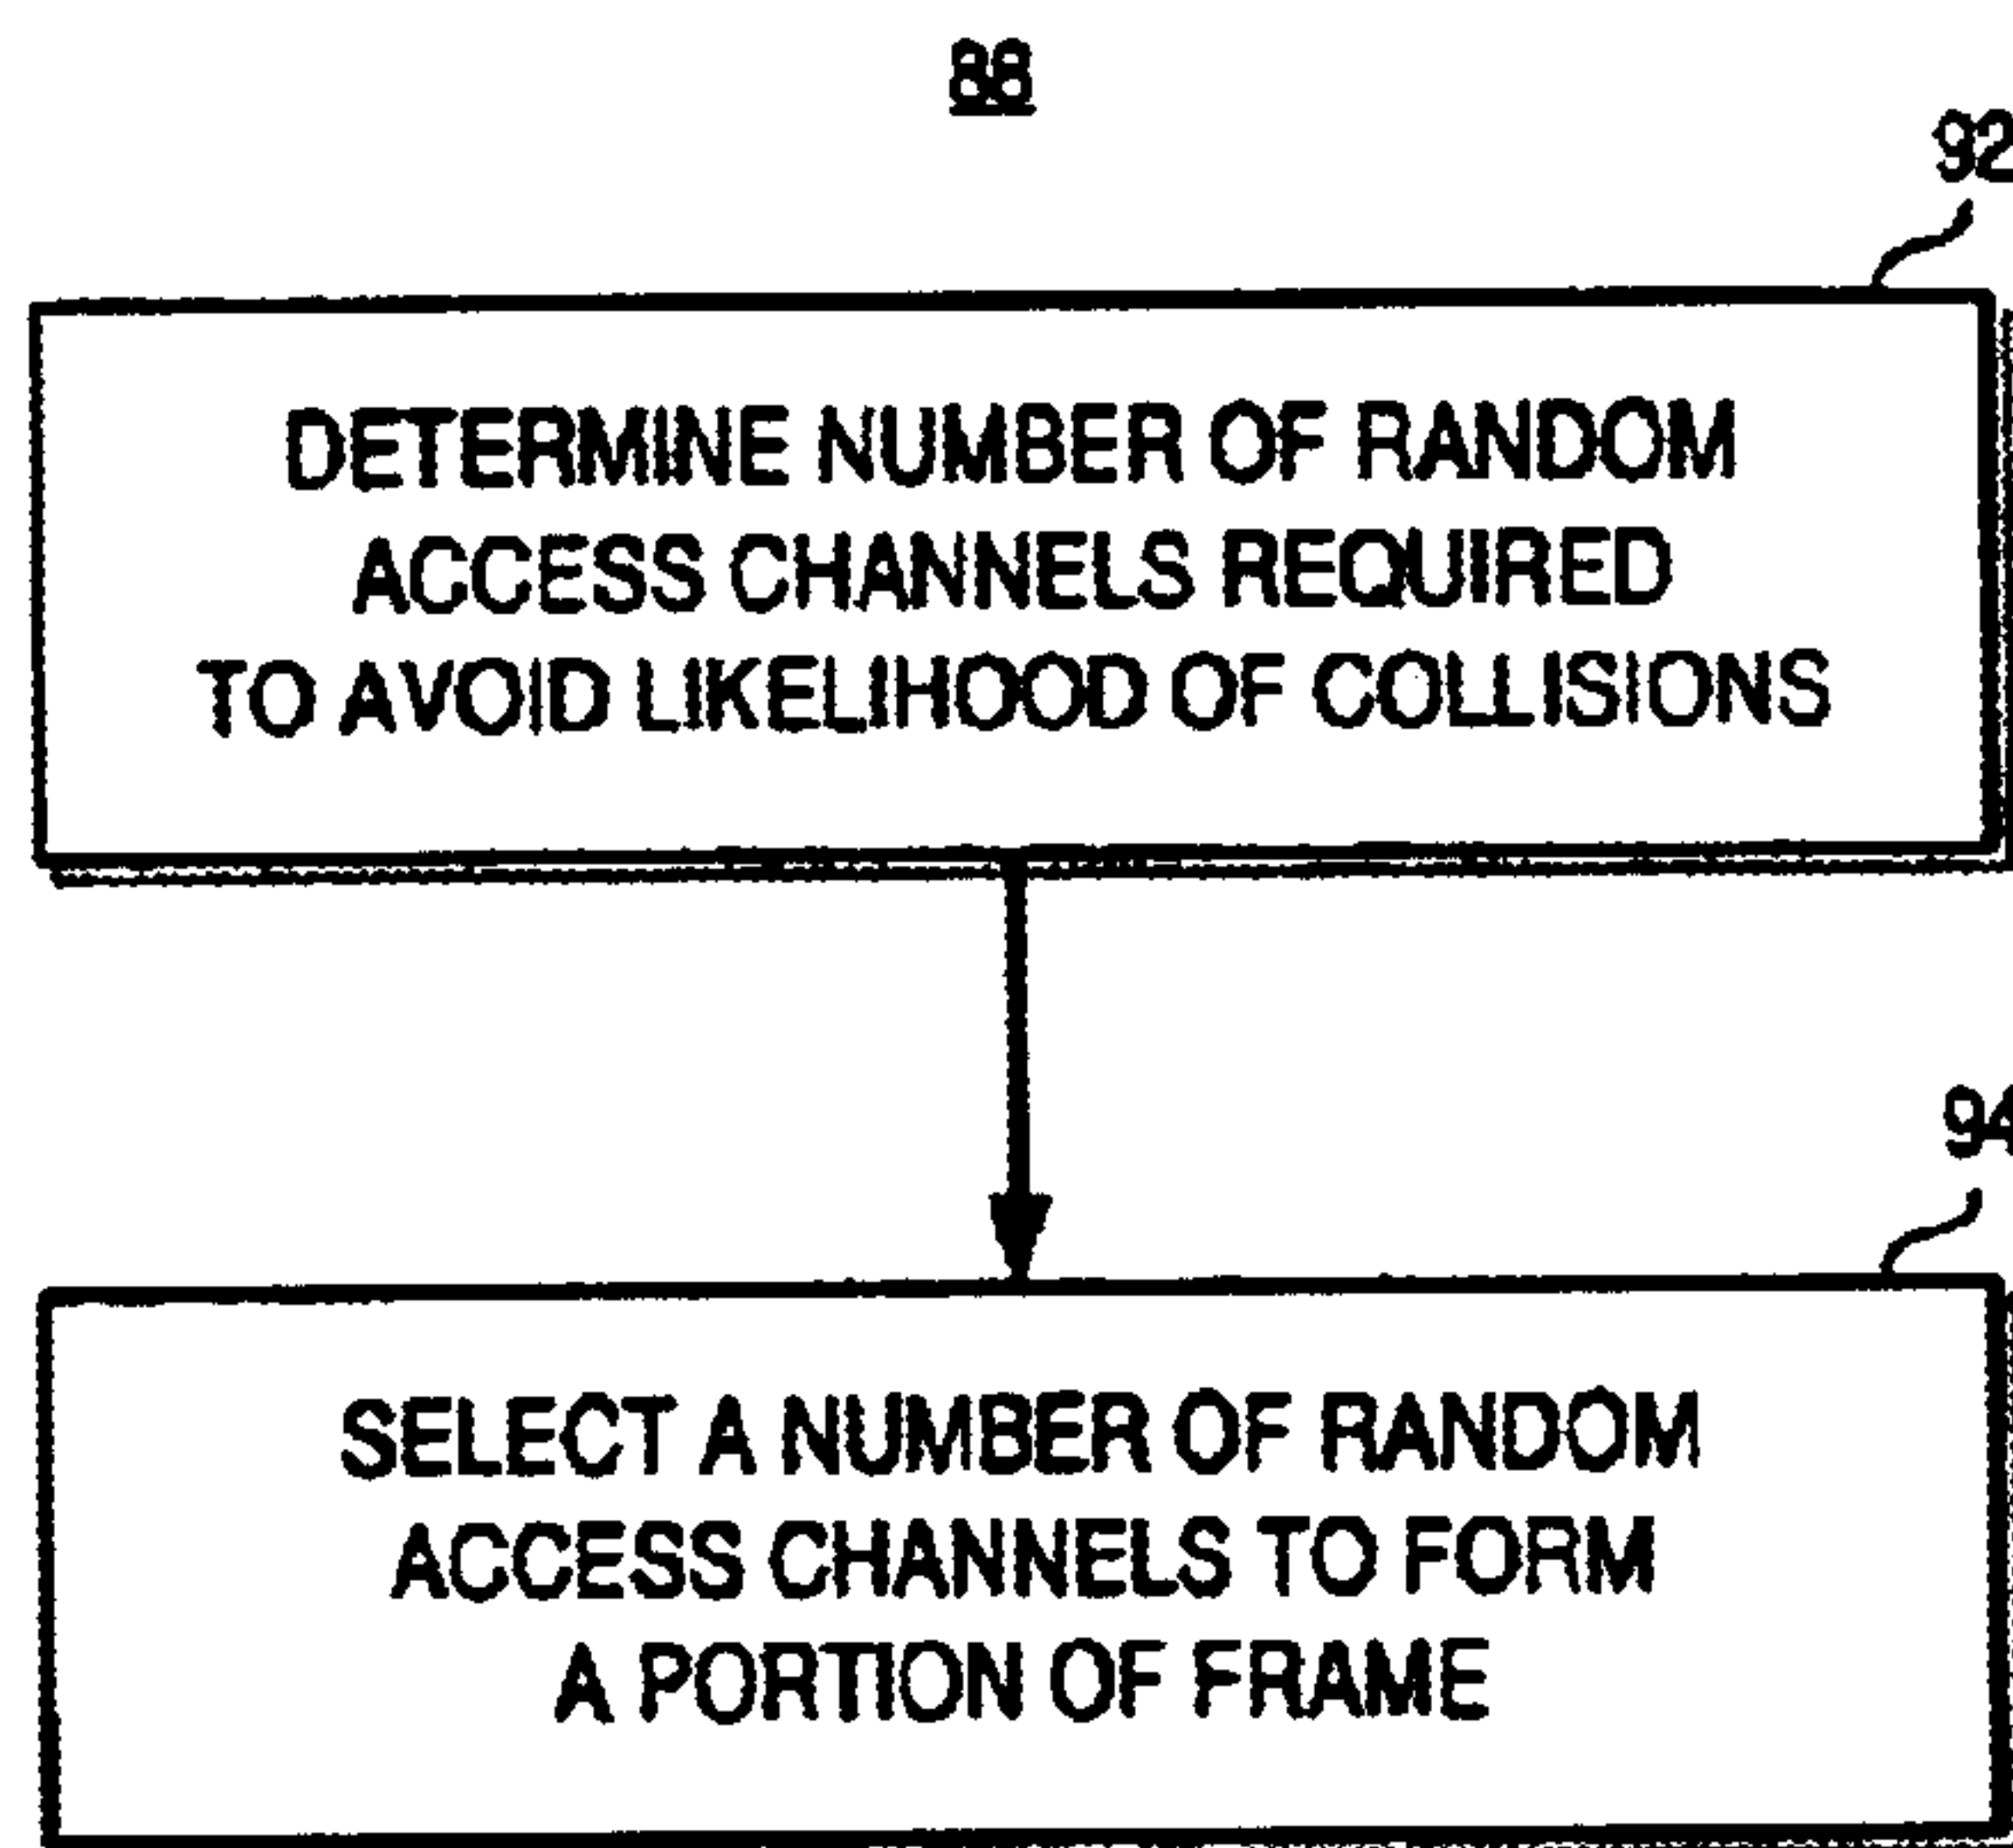 88
92
DETERMINE NUMBER OF RANDOM
ACCESS CHANNELS REQUIRED
TO AVOID LIKELIHOOD OF COLLISIONS
94
SELECT A NUMBER OF RANDOM
ACCESS CHANNELS TO FORM
A PORTION OF FRAME